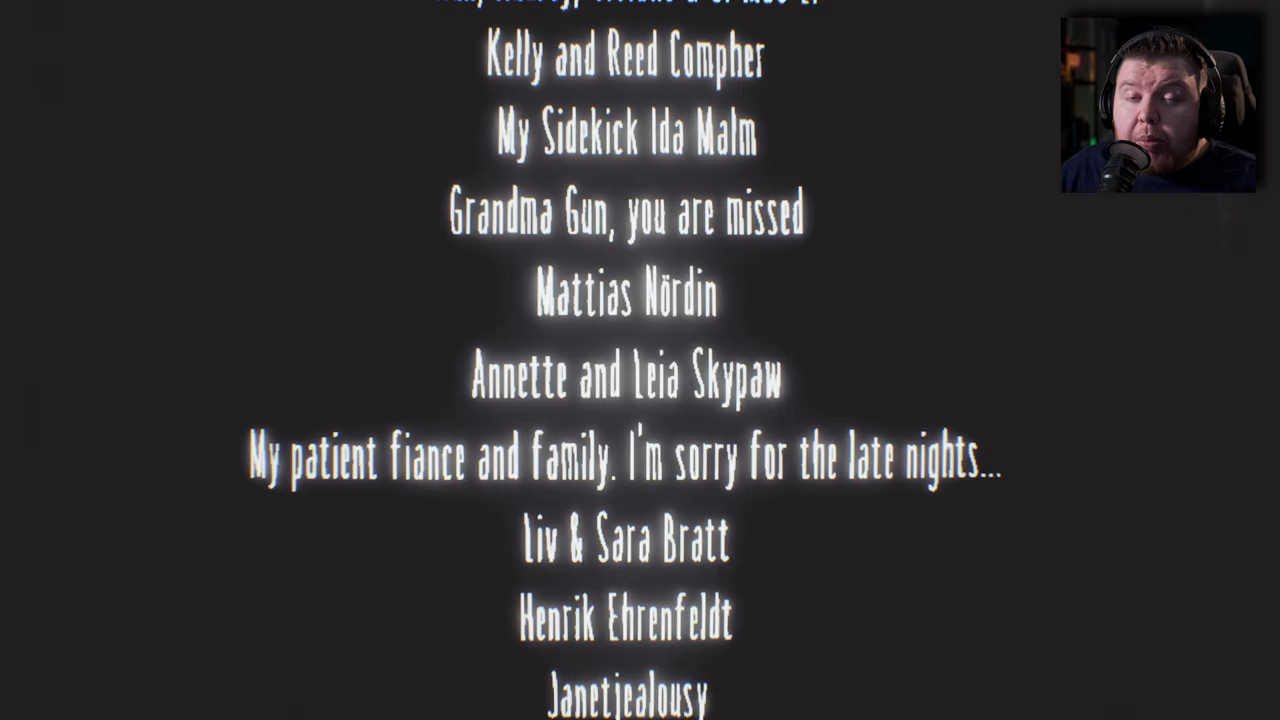 Kelly and Reed Compher
My Sidekick Ida Malm
Grandma Gun, you are missed
Mattias Nördin
Annette and Leia Skypaw
My patient fiance and family. I'm sorry for the late nights...
Liv & Sara Bratt
Henrik Ehrenfeldt
Janetjealousy